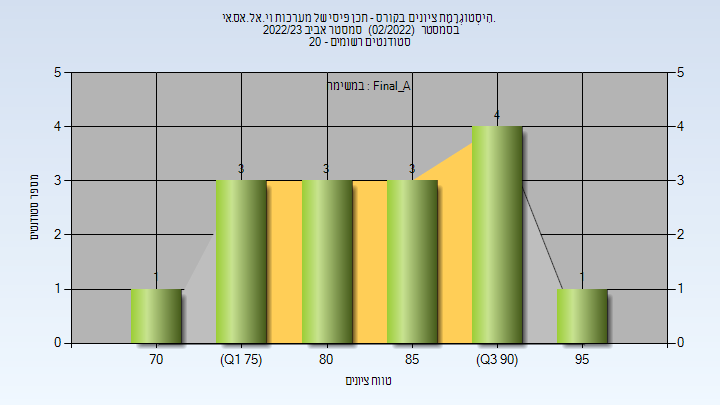 היסטוגרמת ציונים בקורס - תכן פיסי של מערכות וי.אל.אס.אי.
בסמסטר (02/2022) סמסטר אביב 2022/23
סטודנטים רשומים - 20
במשימה : Final_A
5
4
3
2
1
0
מספר סטודנטים
1
3
3
3
4
1
5
4
3
2
1
0
70
(Q1 75)
80
85
(Q3 90)
95
טווח ציונים